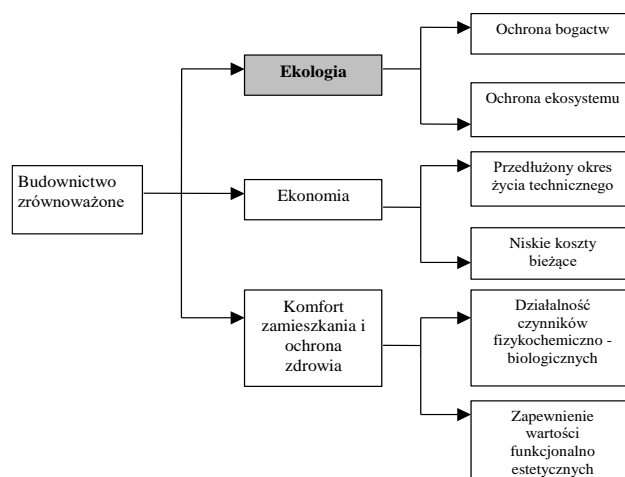 Budownictwo
zrównoważone
Ekologia
Ochrona bogactw
Ochrona ekosystemu
Ekonomia
Przedłużony okres
życia technicznego
Niskie koszty
bieżące
Komfort
zamieszkania i
ochrona
zdrowia
Działalność
czynników
fizykochemiczno -
biologicznych
Zapewnienie
wartości
funkcjonalno
estetycznych